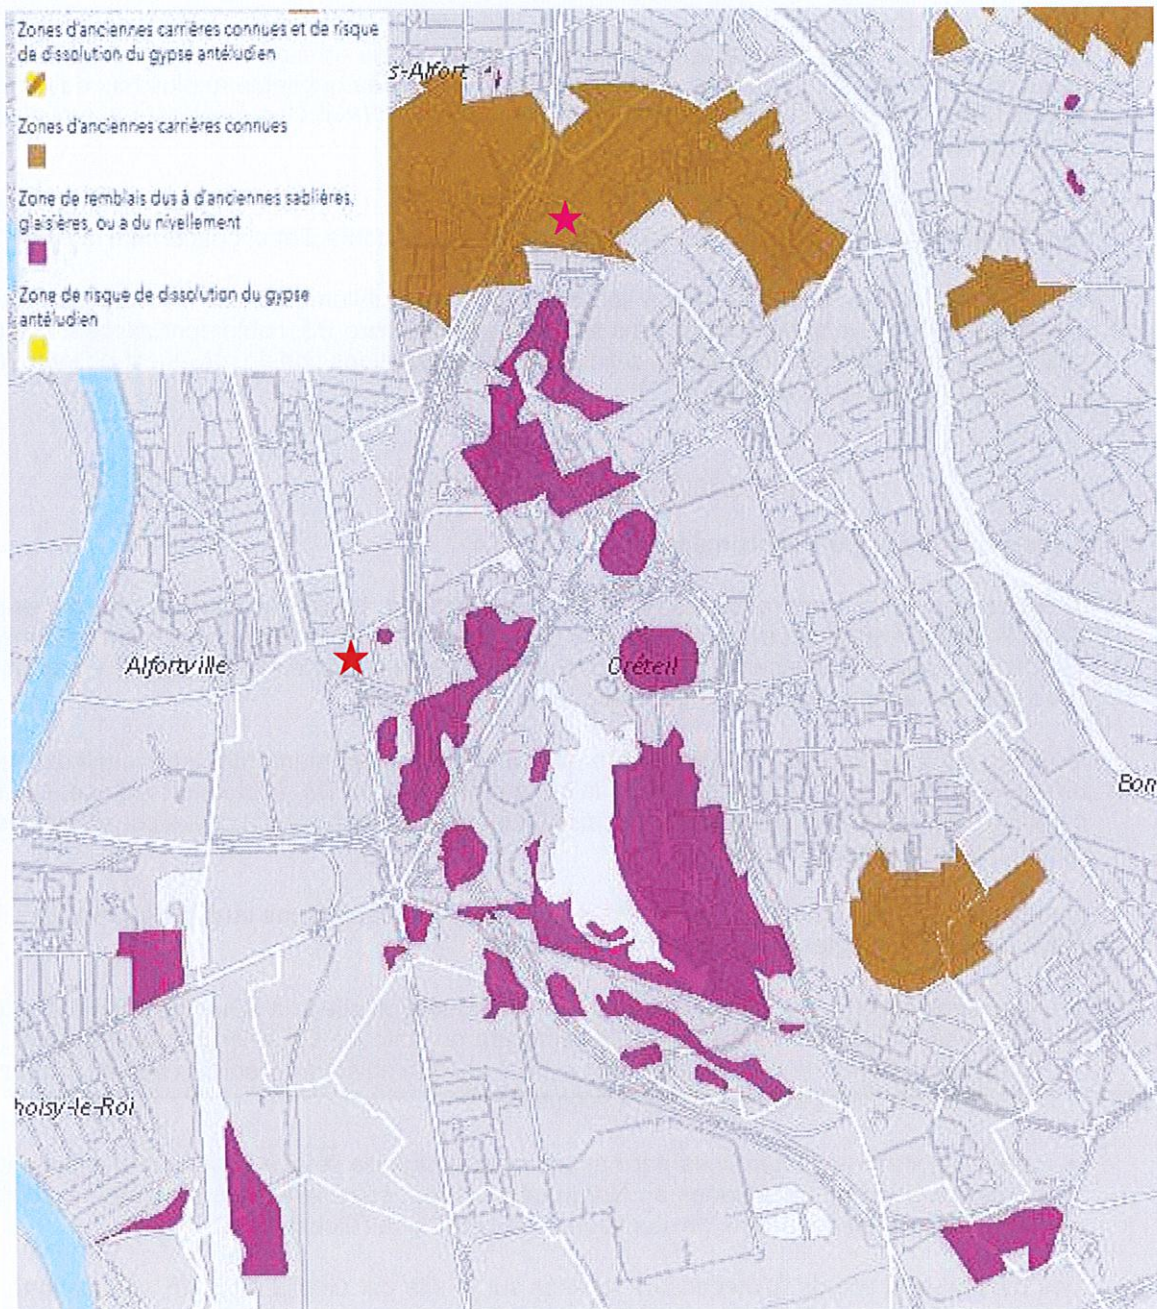 Zones d'anciennes carrières connues et de risque
de dissolution du gypse antéludien
Zones d'anciennes carrières connues
Zone de remblais dus à d'anciennes sablières,
glaisières, ou a du nivellement
Zone de risque de dissolution du gypse
antéludien
s-Alfort
Alfortville
Créteil
Bon
hoisy-le-Roi